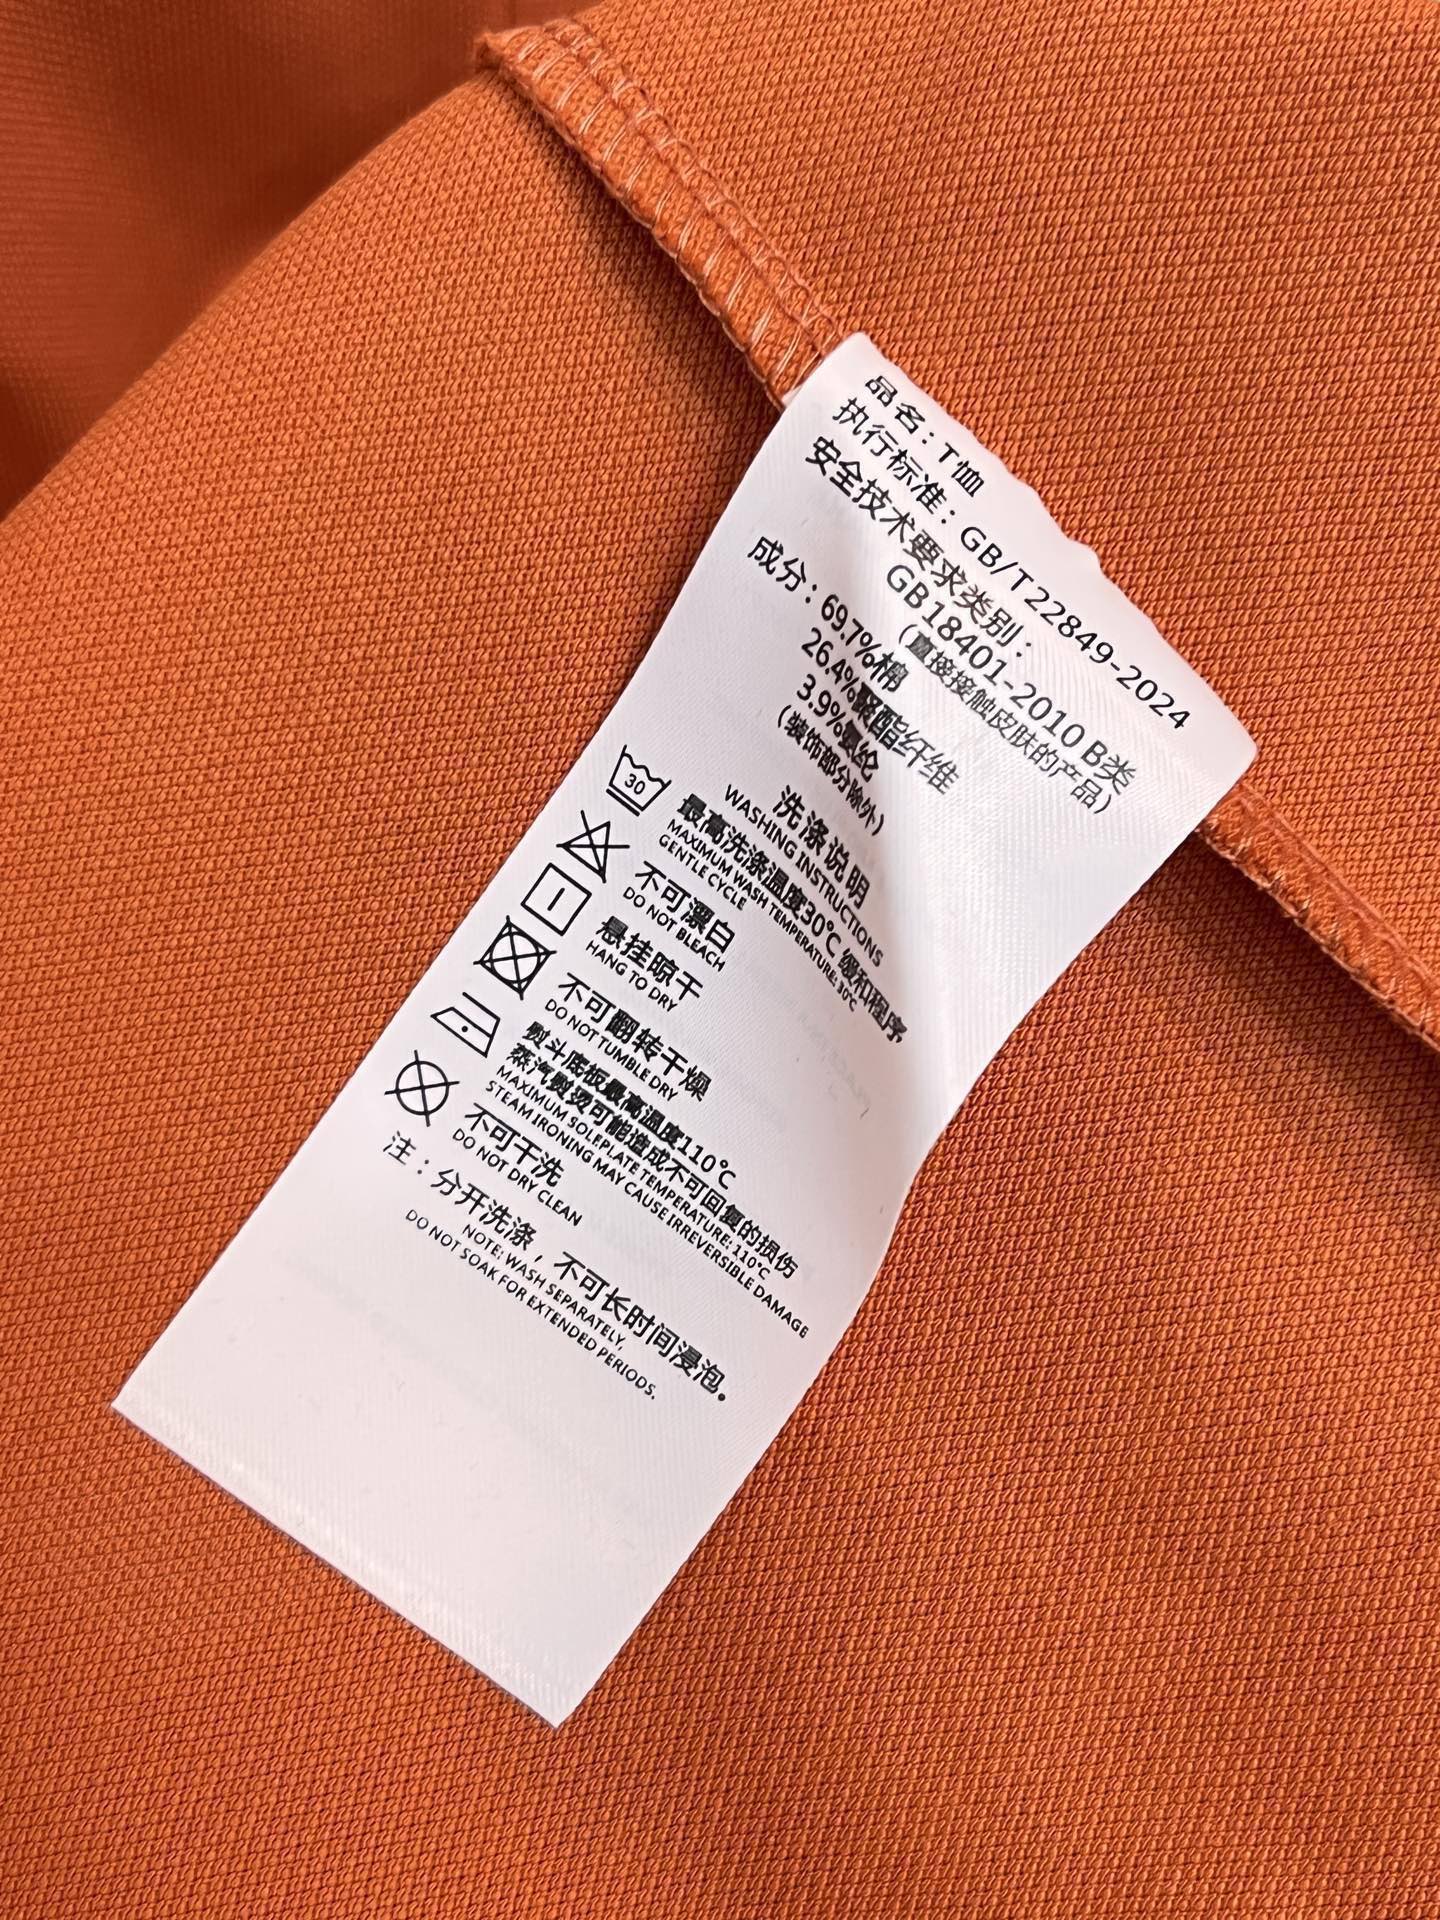 品名：T恤
执行标准：GB/T22849-2024
安全技术要求类别：
GB18401-2010 B类
（直接接触皮肤的产品）
成分：69.7%棉
26.4%聚酯纤维
3.9%氨纶
（装饰部分除外）
洗涤说明
WASHING INSTRUCTIONS
30
最高洗涤温度30℃ 缓和程序
MAXIMUM WASH TEMPERATURE: 30℃
GENTLE CYCLE
不可漂白
DO NOT BLEACH
悬挂晾干
HANG TO DRY
不可翻转干燥
DO NOT TUMBLE DRY
熨斗底板最高温度110℃
蒸汽熨烫可能造成不可回复的损伤
MAXIMUM SOLEPLATE TEMPERATURE: 110℃
STEAM IRONING MAY CAUSE IRREVERSIBLE DAMAGE
不可干洗
DO NOT DRY CLEAN
注：分开洗涤，不可长时间浸泡。
NOTE: WASH SEPARATELY,
DO NOT SOAK FOR EXTENDED PERIODS.